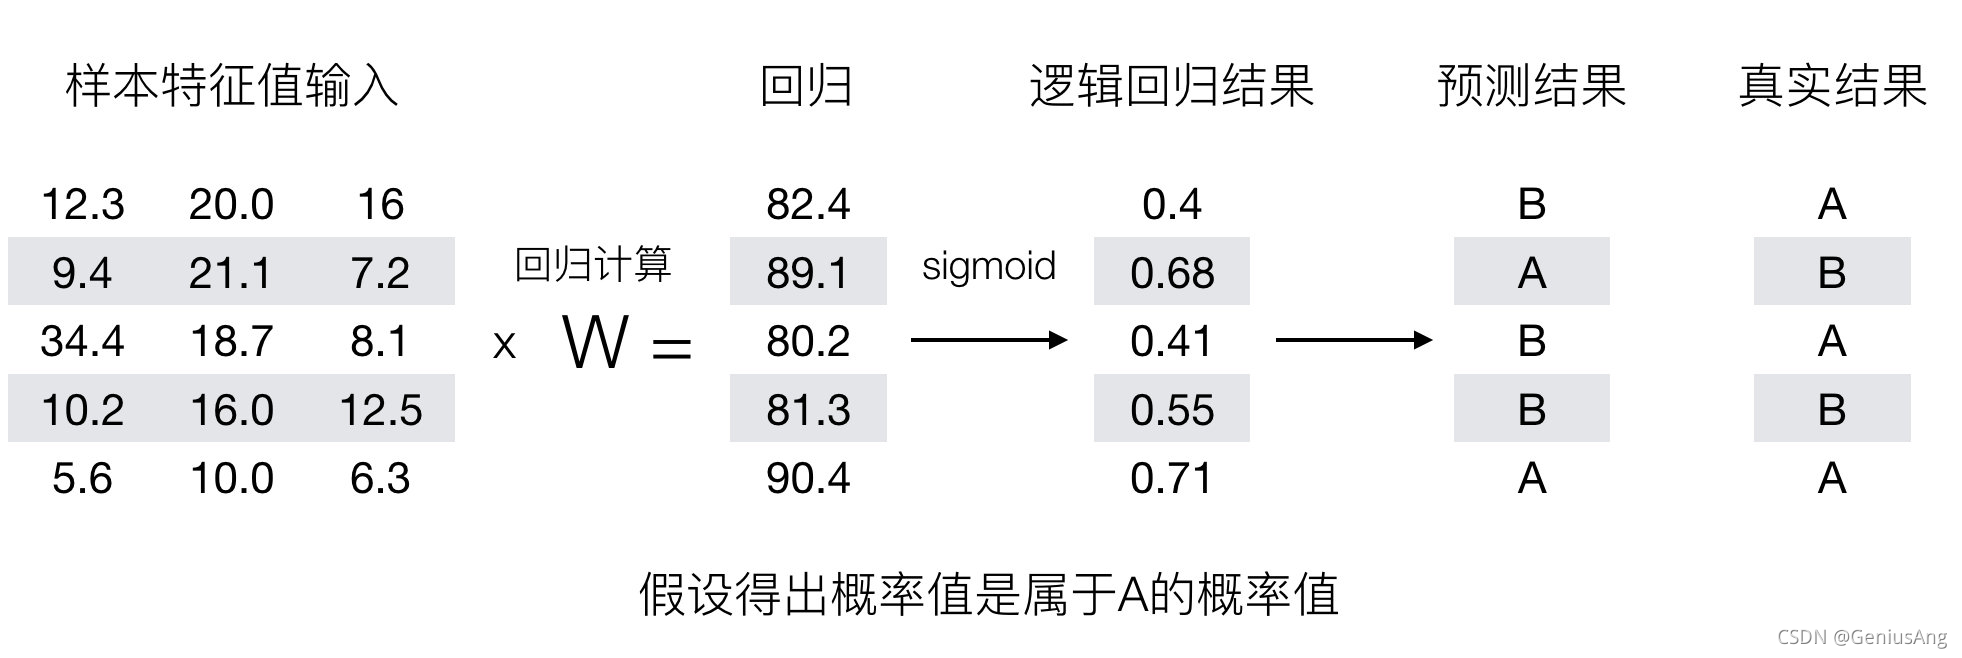 样本特征值输入 回归 逻辑回归结果 预测结果 真实结果
12.3 20.0 16 82.4 0.4 B A
回归计算 sigmoid
9.4 21.1 7.2 89.1 0.68 A B
34.4 18.7 8.1 x W = 80.2 0.41 B A
10.2 16.0 12.5 81.3 0.55 B B
5.6 10.0 6.3 90.4 0.71 A A
假设得出概率值是属于A的概率值
CSDN @GeniusAng